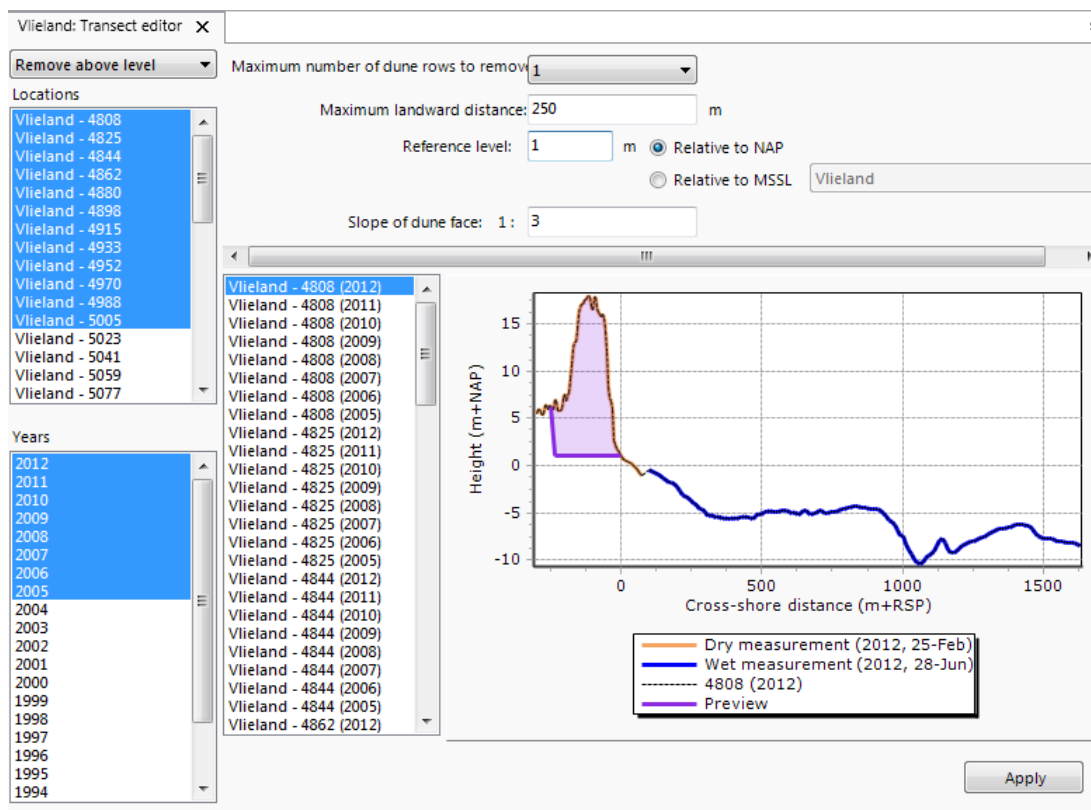 Vlieland: Transect editor X
Remove above level
Locations
Vlieland - 4808
Vlieland - 4825
Vlieland - 4844
Vlieland - 4862
Vlieland - 4880
Vlieland - 4898
Vlieland - 4915
Vlieland - 4933
Vlieland - 4952
Vlieland - 4970
Vlieland - 4988
Vlieland - 5005
Vlieland - 5023
Vlieland - 5041
Vlieland - 5059
Vlieland - 5077
Years
2012
2011
2010
2009
2008
2007
2006
2005
2004
2003
2002
2001
2000
1999
1998
1997
1996
1995
1994
Maximum number of dune rows to remov 1
Maximum landward distance: 250 m
Reference level: 1 m Relative to NAP
Relative to MSSL Vlieland
Slope of dune face: 1 : 3
Vlieland - 4808 (2012)
Vlieland - 4808 (2011)
Vlieland - 4808 (2010)
Vlieland - 4808 (2009)
Vlieland - 4808 (2008)
Vlieland - 4808 (2007)
Vlieland - 4808 (2006)
Vlieland - 4808 (2005)
Vlieland - 4825 (2012)
Vlieland - 4825 (2011)
Vlieland - 4825 (2010)
Vlieland - 4825 (2009)
Vlieland - 4825 (2008)
Vlieland - 4825 (2007)
Vlieland - 4825 (2006)
Vlieland - 4825 (2005)
Vlieland - 4844 (2012)
Vlieland - 4844 (2011)
Vlieland - 4844 (2010)
Vlieland - 4844 (2009)
Vlieland - 4844 (2008)
Vlieland - 4844 (2007)
Vlieland - 4844 (2006)
Vlieland - 4844 (2005)
Vlieland - 4862 (2012)
Height (m+NAP)
15
10
5
0
-5
-10
0 500 1000 1500
Cross-shore distance (m+RSP)
Dry measurement (2012, 25-Feb)
Wet measurement (2012, 28-Jun)
4808 (2012)
Preview
Apply